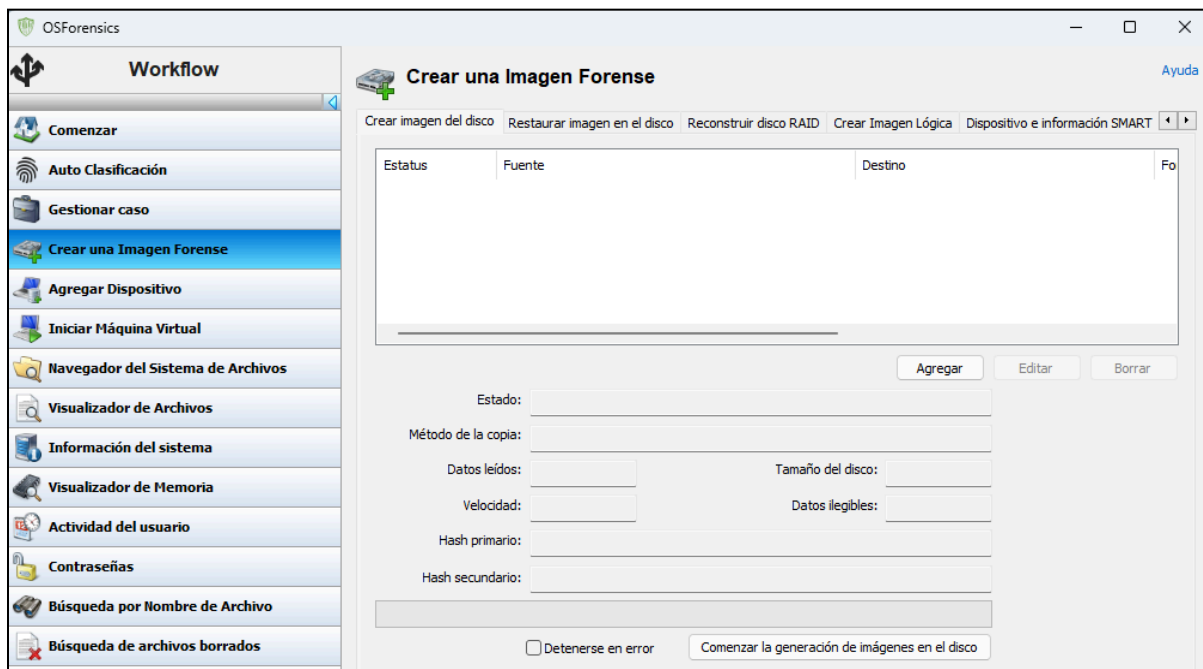 OSForensics
Workflow
Comenzar
Auto Clasificación
Gestionar caso
Crear una Imagen Forense
Agregar Dispositivo
Iniciar Máquina Virtual
Navegador del Sistema de Archivos
Visualizador de Archivos
Información del sistema
Visualizador de Memoria
Actividad del usuario
Contraseñas
Búsqueda por Nombre de Archivo
Búsqueda de archivos borrados
Crear una Imagen Forense
Ayuda
Crear imagen del disco Restaurar imagen en el disco Reconstruir disco RAID Crear Imagen Lógica Dispositivo e información SMART
Estatus Fuente Destino Fo
Agregar Editar Borrar
Estado:
Método de la copia:
Datos leídos: Tamaño del disco:
Velocidad: Datos ilegibles:
Hash primario:
Hash secundario:
Detenerse en error Comenzar la generación de imágenes en el disco